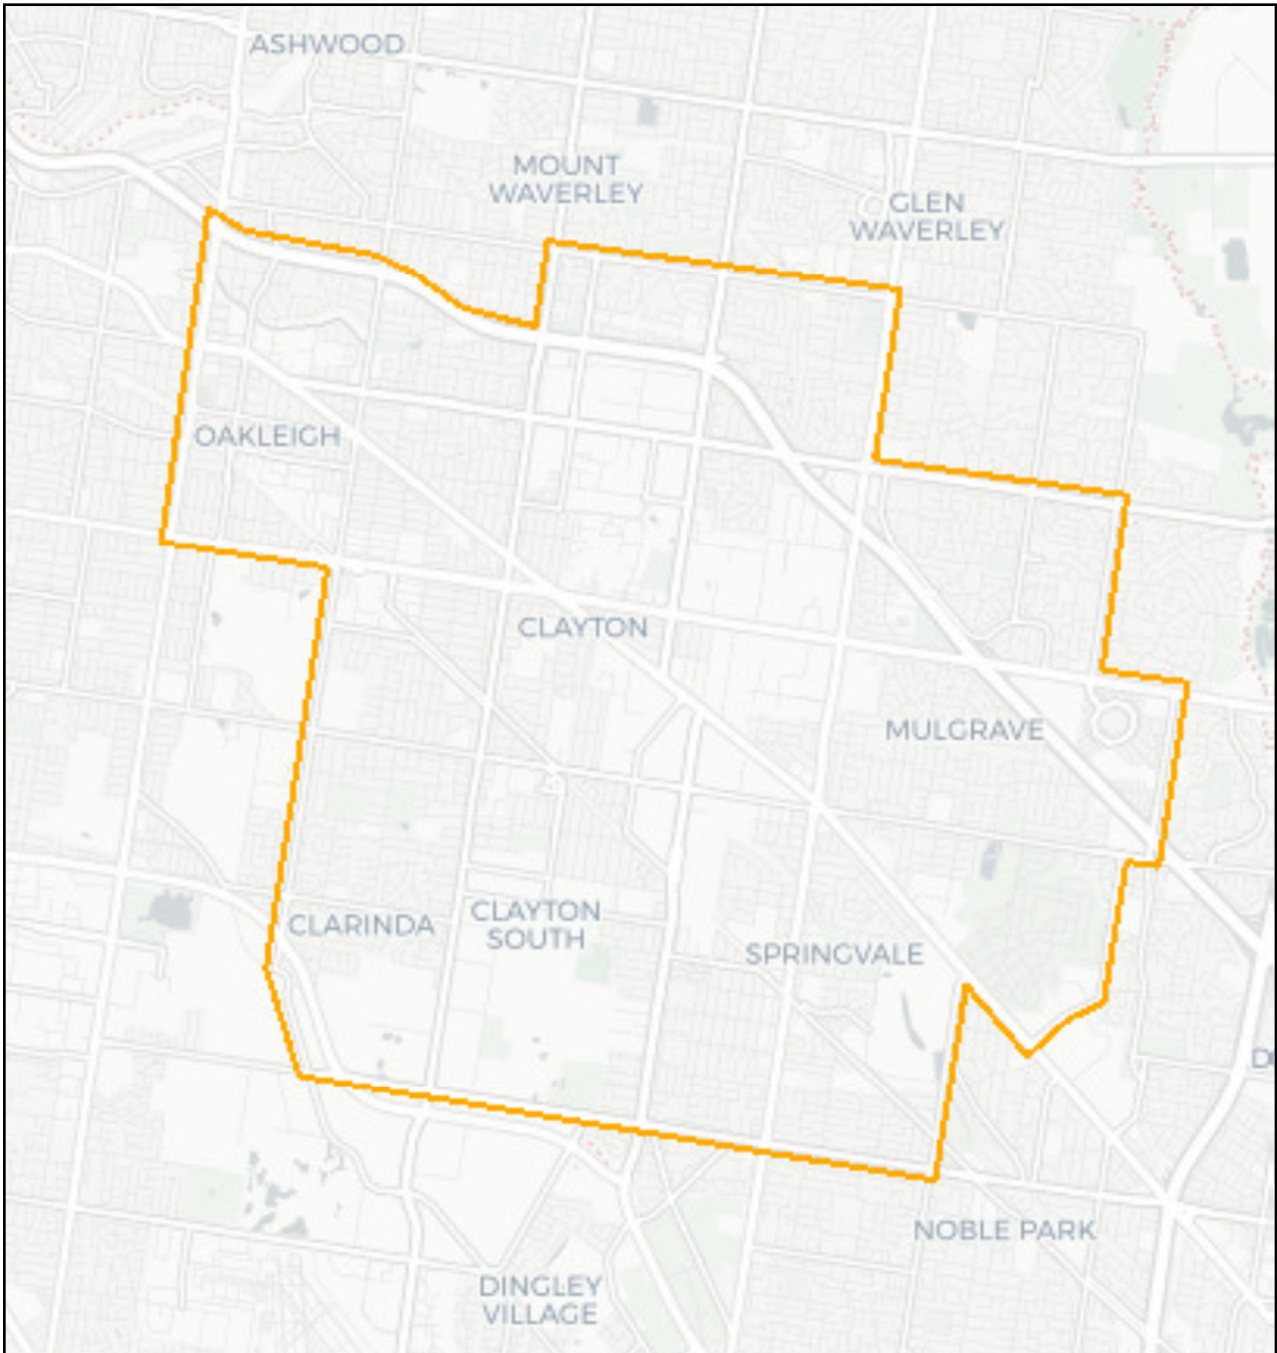 ASHWOOD
MOUNT
WAVERLEY
GLEN
WAVERLEY
OAKLEIGH
CLAYTON
MULGRAVE
CLARINDA
CLAYTON
SOUTH
SPRINGVALE
NOBLE PARK
DINGLEY
VILLAGE